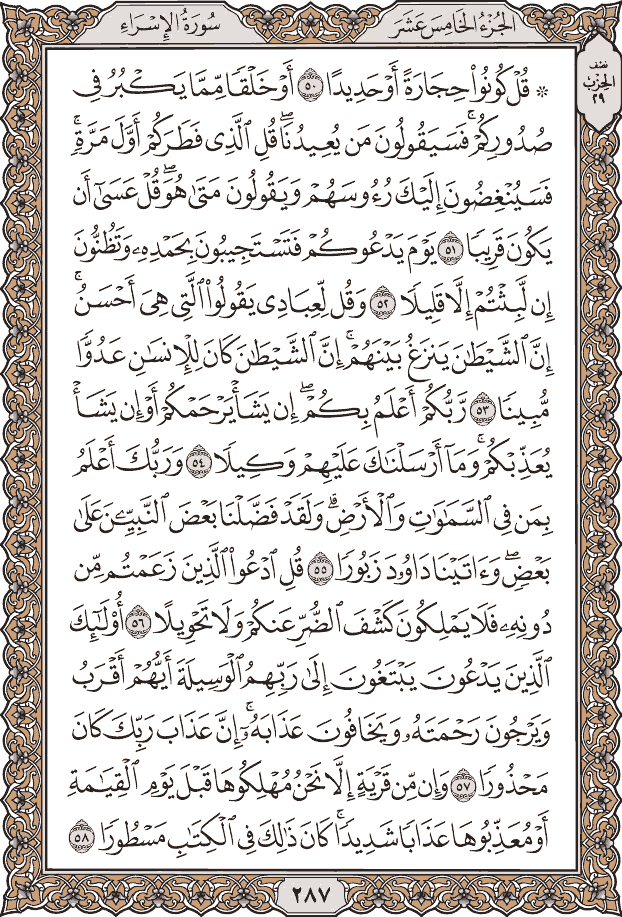 سُورَةُ الإِسْرَاءِ
الجُزْءُ الخَامِسَ عَشَرَ
نصف
الحِزْب
٢٩
۞ قُلْ كُونُوا۟ حِجَارَةً أَوْ حَدِيدًا ٥٠ أَوْ خَلْقًا مِّمَّا يَكْبُرُ فِى
صُدُورِكُمْ ۚ فَسَيَقُولُونَ مَن يُعِيدُنَا ۖ قُلِ ٱلَّذِى فَطَرَكُمْ أَوَّلَ مَرَّةٍ ۚ
فَسَيُنْغِضُونَ إِلَيْكَ رُءُوسَهُمْ وَيَقُولُونَ مَتَىٰ هُوَ ۖ قُلْ عَسَىٰٓ أَن
يَكُونَ قَرِيبًا ٥١ يَوْمَ يَدْعُوكُمْ فَتَسْتَجِيبُونَ بِحَمْدِهِۦ وَتَظُنُّونَ
إِن لَّبِثْتُمْ إِلَّا قَلِيلًا ٥٢ وَقُل لِّعِبَادِى يَقُولُوا۟ ٱلَّتِى هِىَ أَحْسَنُ ۚ
إِنَّ ٱلشَّيْطَٰنَ يَنزَغُ بَيْنَهُمْ ۚ إِنَّ ٱلشَّيْطَٰنَ كَانَ لِلْإِنسَٰنِ عَدُوًّا
مُّبِينًا ٥٣ رَّبُّكُمْ أَعْلَمُ بِكُمْ ۖ إِن يَشَأْ يَرْحَمْكُمْ أَوْ إِن يَشَأْ
يُعَذِّبْكُمْ ۚ وَمَآ أَرْسَلْنَٰكَ عَلَيْهِمْ وَكِيلًا ٥٤ وَرَبُّكَ أَعْلَمُ
بِمَن فِى ٱلسَّمَٰوَٰتِ وَٱلْأَرْضِ ۗ وَلَقَدْ فَضَّلْنَا بَعْضَ ٱلنَّبِيِّۦنَ عَلَىٰ
بَعْضٍ ۖ وَءَاتَيْنَا دَاوُۥدَ زَبُورًا ٥٥ قُلِ ٱدْعُوا۟ ٱلَّذِينَ زَعَمْتُم مِّن
دُونِهِۦ فَلَا يَمْلِكُونَ كَشْفَ ٱلضُّرِّ عَنكُمْ وَلَا تَحْوِيلًا ٥٦ أُو۟لَٰٓئِكَ
ٱلَّذِينَ يَدْعُونَ يَبْتَغُونَ إِلَىٰ رَبِّهِمُ ٱلْوَسِيلَةَ أَيُّهُمْ أَقْرَبُ
وَيَرْجُونَ رَحْمَتَهُۥ وَيَخَافُونَ عَذَابَهُۥٓ ۚ إِنَّ عَذَابَ رَبِّكَ كَانَ
مَحْذُورًا ٥٧ وَإِن مِّن قَرْيَةٍ إِلَّا نَحْنُ مُهْلِكُوهَا قَبْلَ يَوْمِ ٱلْقِيَٰمَةِ
أَوْ مُعَذِّبُوهَا عَذَابًا شَدِيدًا ۚ كَانَ ذَٰلِكَ فِى ٱلْكِتَٰبِ مَسْطُورًا ٥٨
٢٨٧